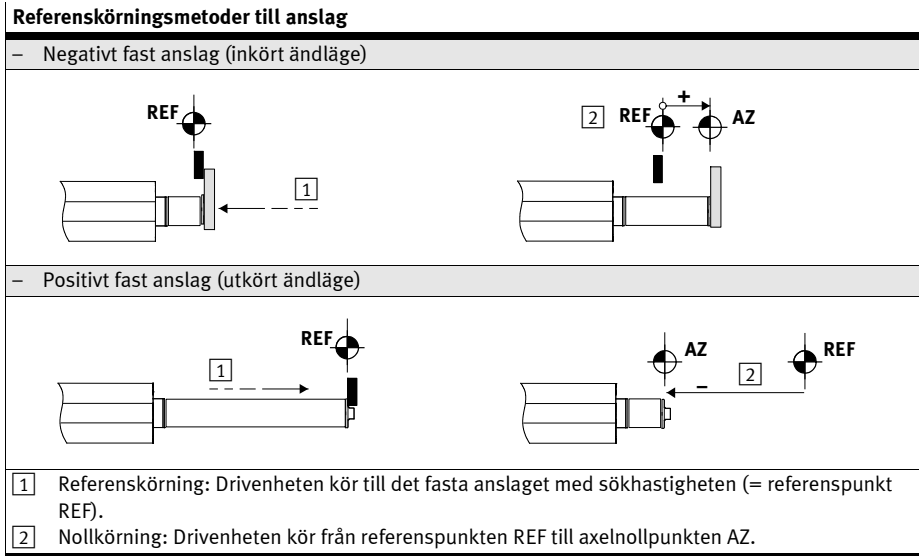 Referenskörningsmetoder till anslag
– Negativt fast anslag (inkört ändläge)
REF
1
2 REF + AZ
– Positivt fast anslag (utkört ändläge)
REF
1
AZ
REF
2
–
1 Referenskörning: Drivenheten kör till det fasta anslaget med sökhastigheten (= referenspunkt
REF).
2 Nollkörning: Drivenheten kör från referenspunkten REF till axelnollpunkten AZ.